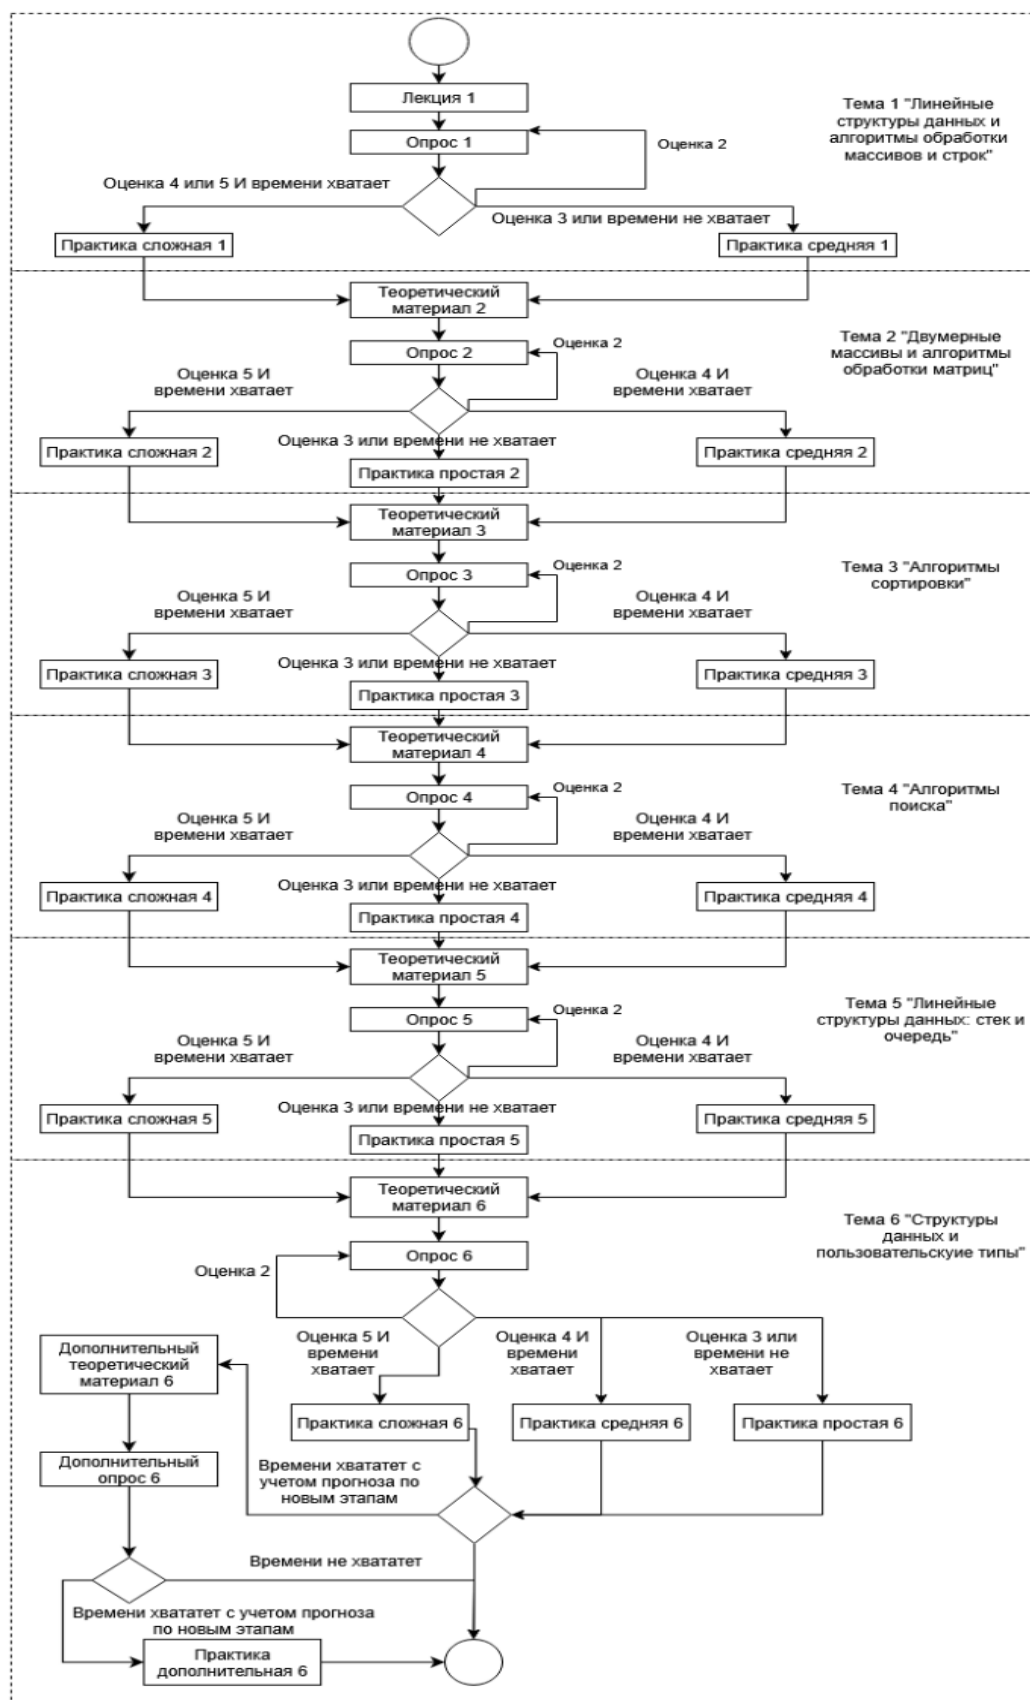 Лекция 1
Тема 1 "Линейные
структуры данных и
алгоритмы обработки
массивов и строк"
Опрос 1
Оценка 2
Оценка 4 или 5 И времени хватает
Оценка 3 или времени не хватает
Практика сложная 1
Практика средняя 1
Теоретический
материал 2
Тема 2 "Двумерные
массивы и алгоритмы
обработки матриц"
Опрос 2
Оценка 2
Оценка 5 И
времени хватает
Оценка 4 И
времени хватает
Оценка 3 или времени не хватает
Практика сложная 2
Практика простая 2
Практика средняя 2
Теоретический
материал 3
Тема 3 "Алгоритмы
сортировки"
Опрос 3
Оценка 2
Оценка 5 И
времени хватает
Оценка 4 И
времени хватает
Оценка 3 или времени не хватает
Практика сложная 3
Практика простая 3
Практика средняя 3
Теоретический
материал 4
Тема 4 "Алгоритмы
поиска"
Опрос 4
Оценка 2
Оценка 5 И
времени хватает
Оценка 4 И
времени хватает
Оценка 3 или времени не хватает
Практика сложная 4
Практика простая 4
Практика средняя 4
Теоретический
материал 5
Тема 5 "Линейные
структуры данных: стек и
очередь"
Опрос 5
Оценка 2
Оценка 5 И
времени хватает
Оценка 4 И
времени хватает
Оценка 3 или времени не хватает
Практика сложная 5
Практика простая 5
Практика средняя 5
Теоретический
материал 6
Тема 6 "Структуры
данных и
пользовательскуие типы"
Опрос 6
Оценка 2
Оценка 5 И
времени
хватает
Оценка 4 И
времени
хватает
Оценка 3 или
времени не
хватает
Дополнительный
теоретический
материал 6
Практика сложная 6
Практика средняя 6
Практика простая 6
Дополнительный
опрос 6
Времени хвататет с
учетом прогноза по
новым этапам
Времени не хвататет
Времени хвататет с учетом прогноза
по новым этапам
Практика
дополнительная 6